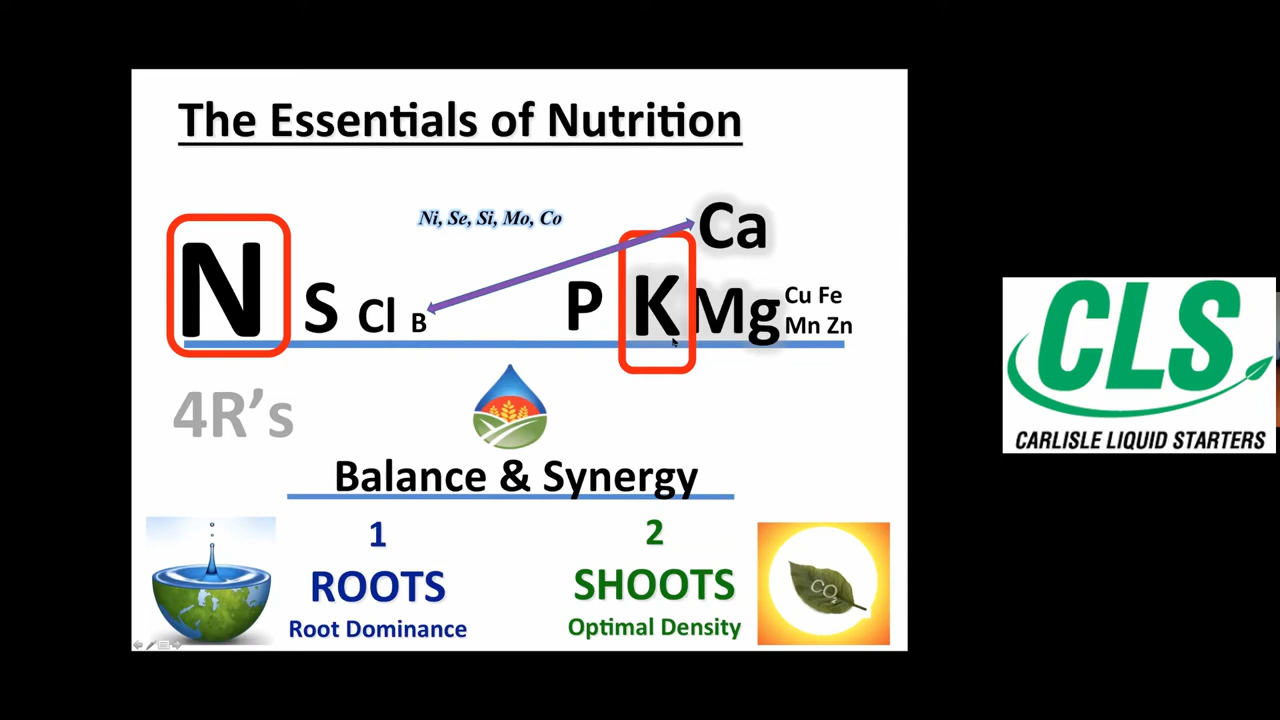 The Essentials of Nutrition
Ni, Se, Si, Mo, Co
Ca
N S Cl B P K Mg Cu Fe
Mn Zn
4R's
Balance & Synergy
1
ROOTS
Root Dominance
2
SHOOTS
Optimal Density
CO₂
CLS
CARLISLE LIQUID STARTERS